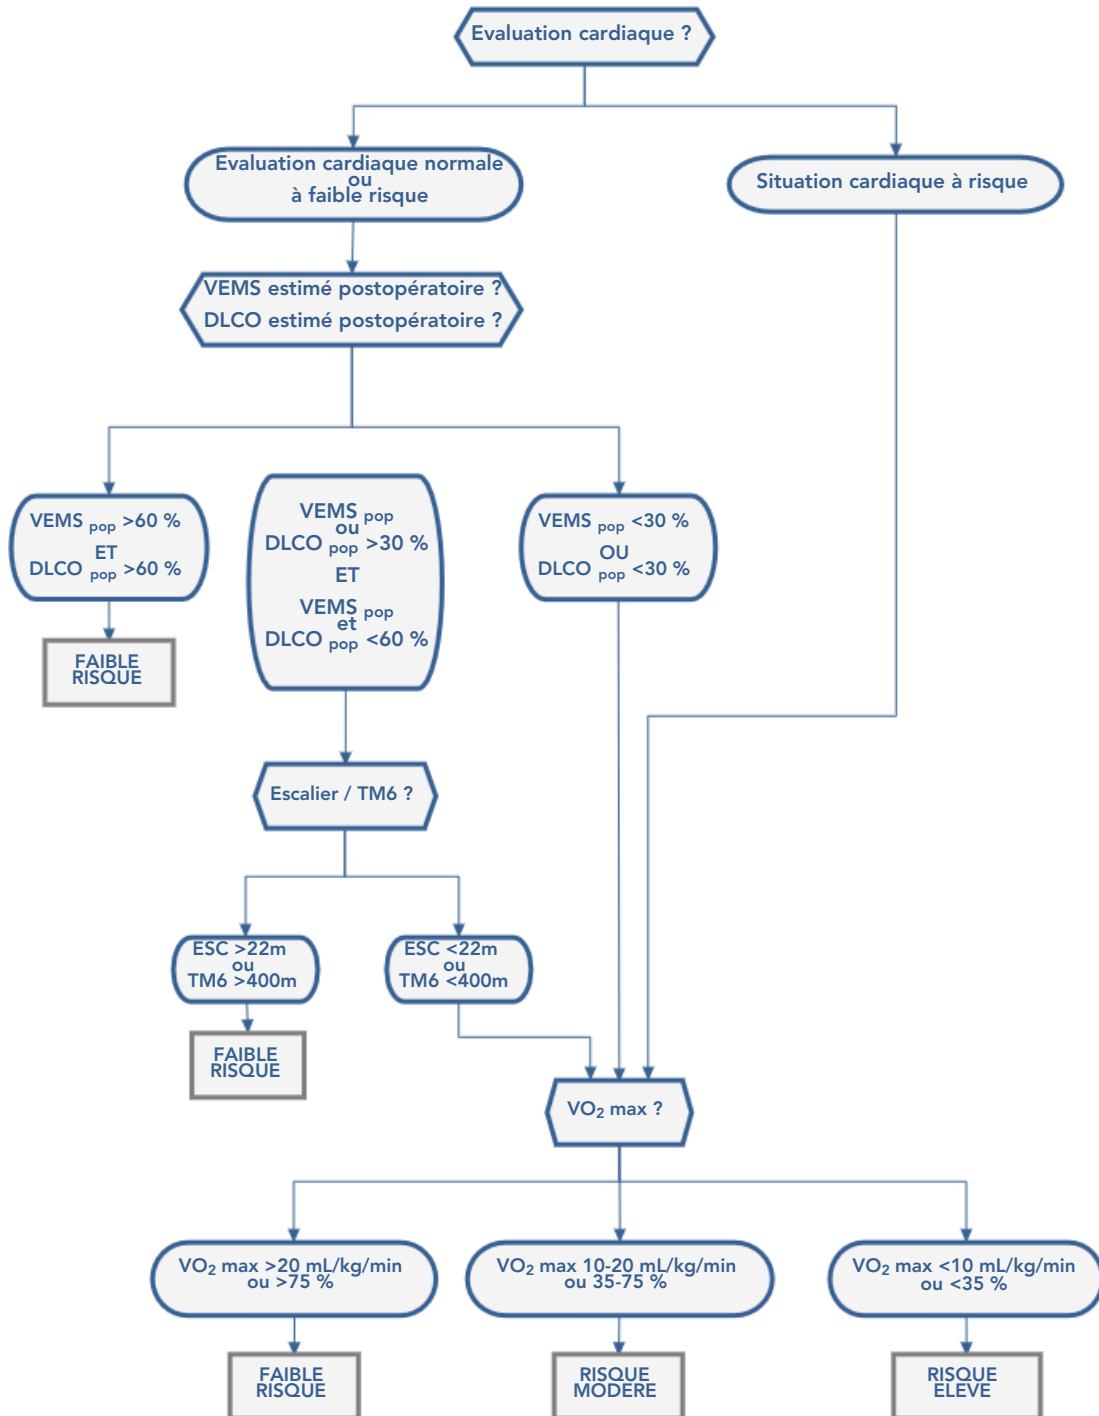 Evaluation cardiaque ?
Evaluation cardiaque normale
ou
à faible risque
Situation cardiaque à risque
VEMS estimé postopératoire ?
DLCO estimé postopératoire ?
VEMS pop >60 %
ET
DLCO pop >60 %
VEMS pop
ou
DLCO pop >30 %
ET
VEMS pop
et
DLCO pop <60 %
VEMS pop <30 %
OU
DLCO pop <30 %
FAIBLE
RISQUE
Escalier / TM6 ?
ESC >22m
ou
TM6 >400m
ESC <22m
ou
TM6 <400m
FAIBLE
RISQUE
VO2 max ?
VO2 max >20 mL/kg/min
ou >75 %
VO2 max 10-20 mL/kg/min
ou 35-75 %
VO2 max <10 mL/kg/min
ou <35 %
FAIBLE
RISQUE
RISQUE
MODERE
RISQUE
ELEVE